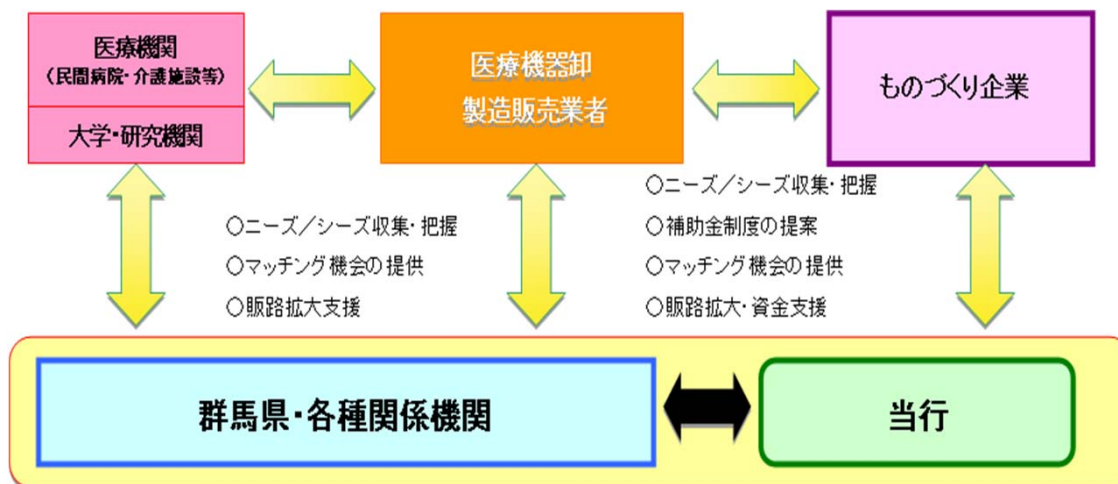 医療機関
（民間病院・介護施設等）
大学・研究機関
医療機器卸
製造販売業者
ものづくり企業
○ニーズ／シーズ収集・把握
○マッチング機会の提供
○販路拡大支援
○ニーズ／シーズ収集・把握
○補助金制度の提案
○マッチング機会の提供
○販路拡大・資金支援
群馬県・各種関係機関
当行